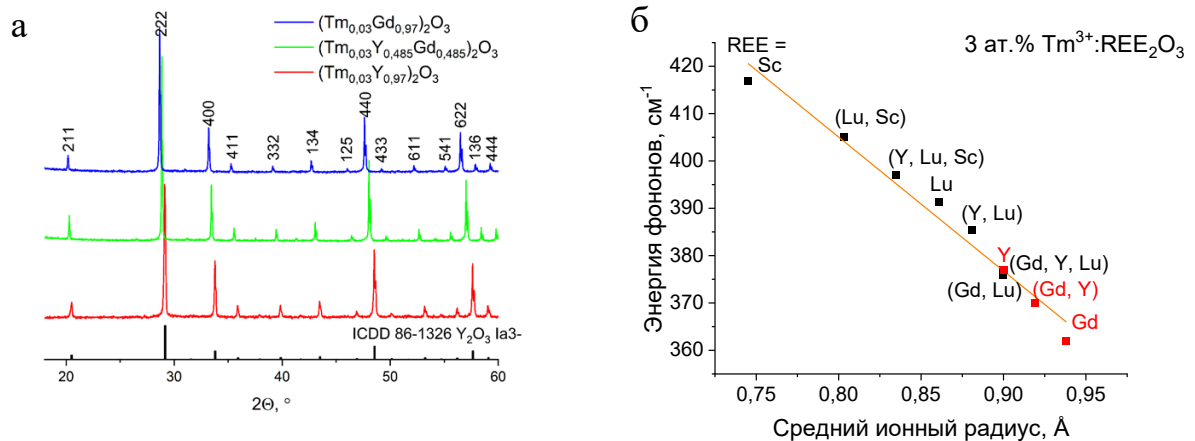 а
(Tm0,03Gd0,97)2O3
(Tm0,03Y0,485Gd0,485)2O3
(Tm0,03Y0,97)2O3
211
222
400
411
332
134
125
440
433
611
541
622
136
444
ICDD 86-1326 Y2O3 Ia3-
20 30 40 50 60
2Θ, °
б
REE =
3 ат.% Tm3+:REE2O3
Sc
(Lu, Sc)
(Y, Lu, Sc)
Lu
(Y, Lu)
Y
(Gd, Y, Lu)
(Gd, Lu)
(Gd, Y)
Gd
420
410
400
390
380
370
360
Энергия фононов, см-1
0,75 0,80 0,85 0,90 0,95
Средний ионный радиус, Å